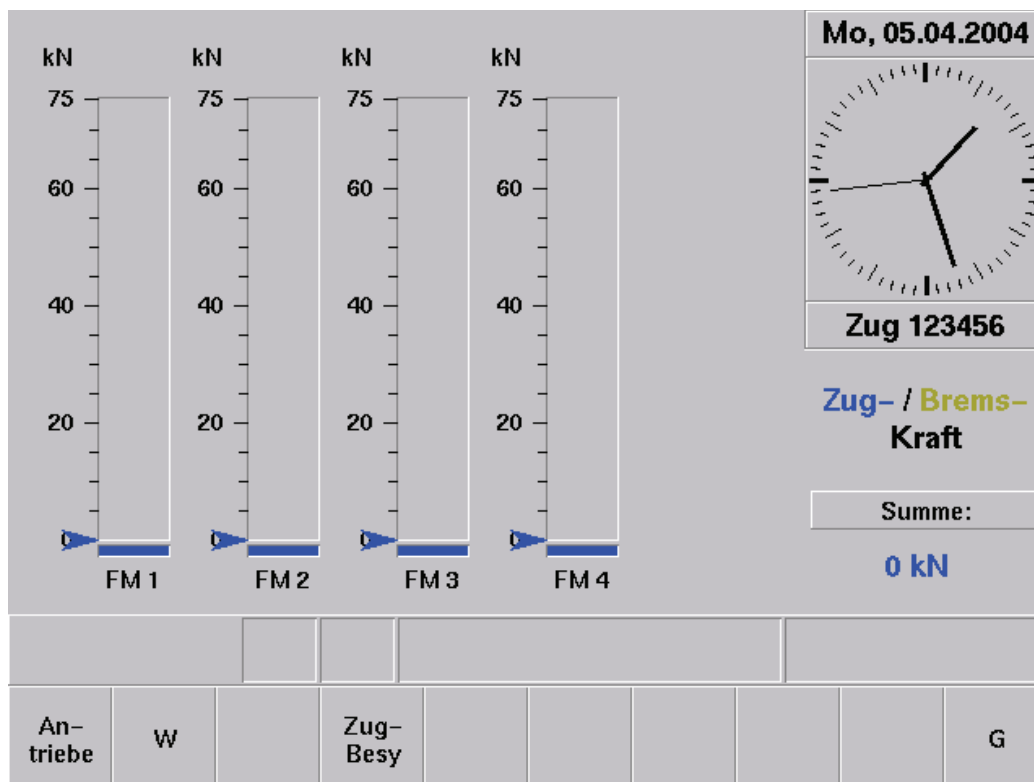 kN kN kN kN
75 75 75 75
60 60 60 60
40 40 40 40
20 20 20 20
0 0 0 0
FM 1 FM 2 FM 3 FM 4
Mo, 05.04.2004
Zug 123456
Zug- / Brems-
Kraft
Summe:
0 kN
An-
triebe
W
Zug-
Besy
G